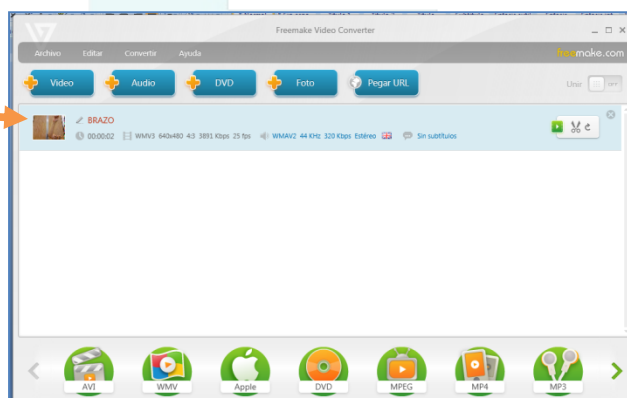 Freemake Video Converter
Archivo Editar Convertir Ayuda
freemake.com
Video Audio DVD Foto Pegar URL
Unir OFF
BRAZO
00:00:02 WMV3 640x480 4:3 3891 Kbps 25 fps WMAV2 44 KHz 320 Kbps Estéreo Sin subtítulos
AVI WMV Apple DVD MPEG MP4 MP3